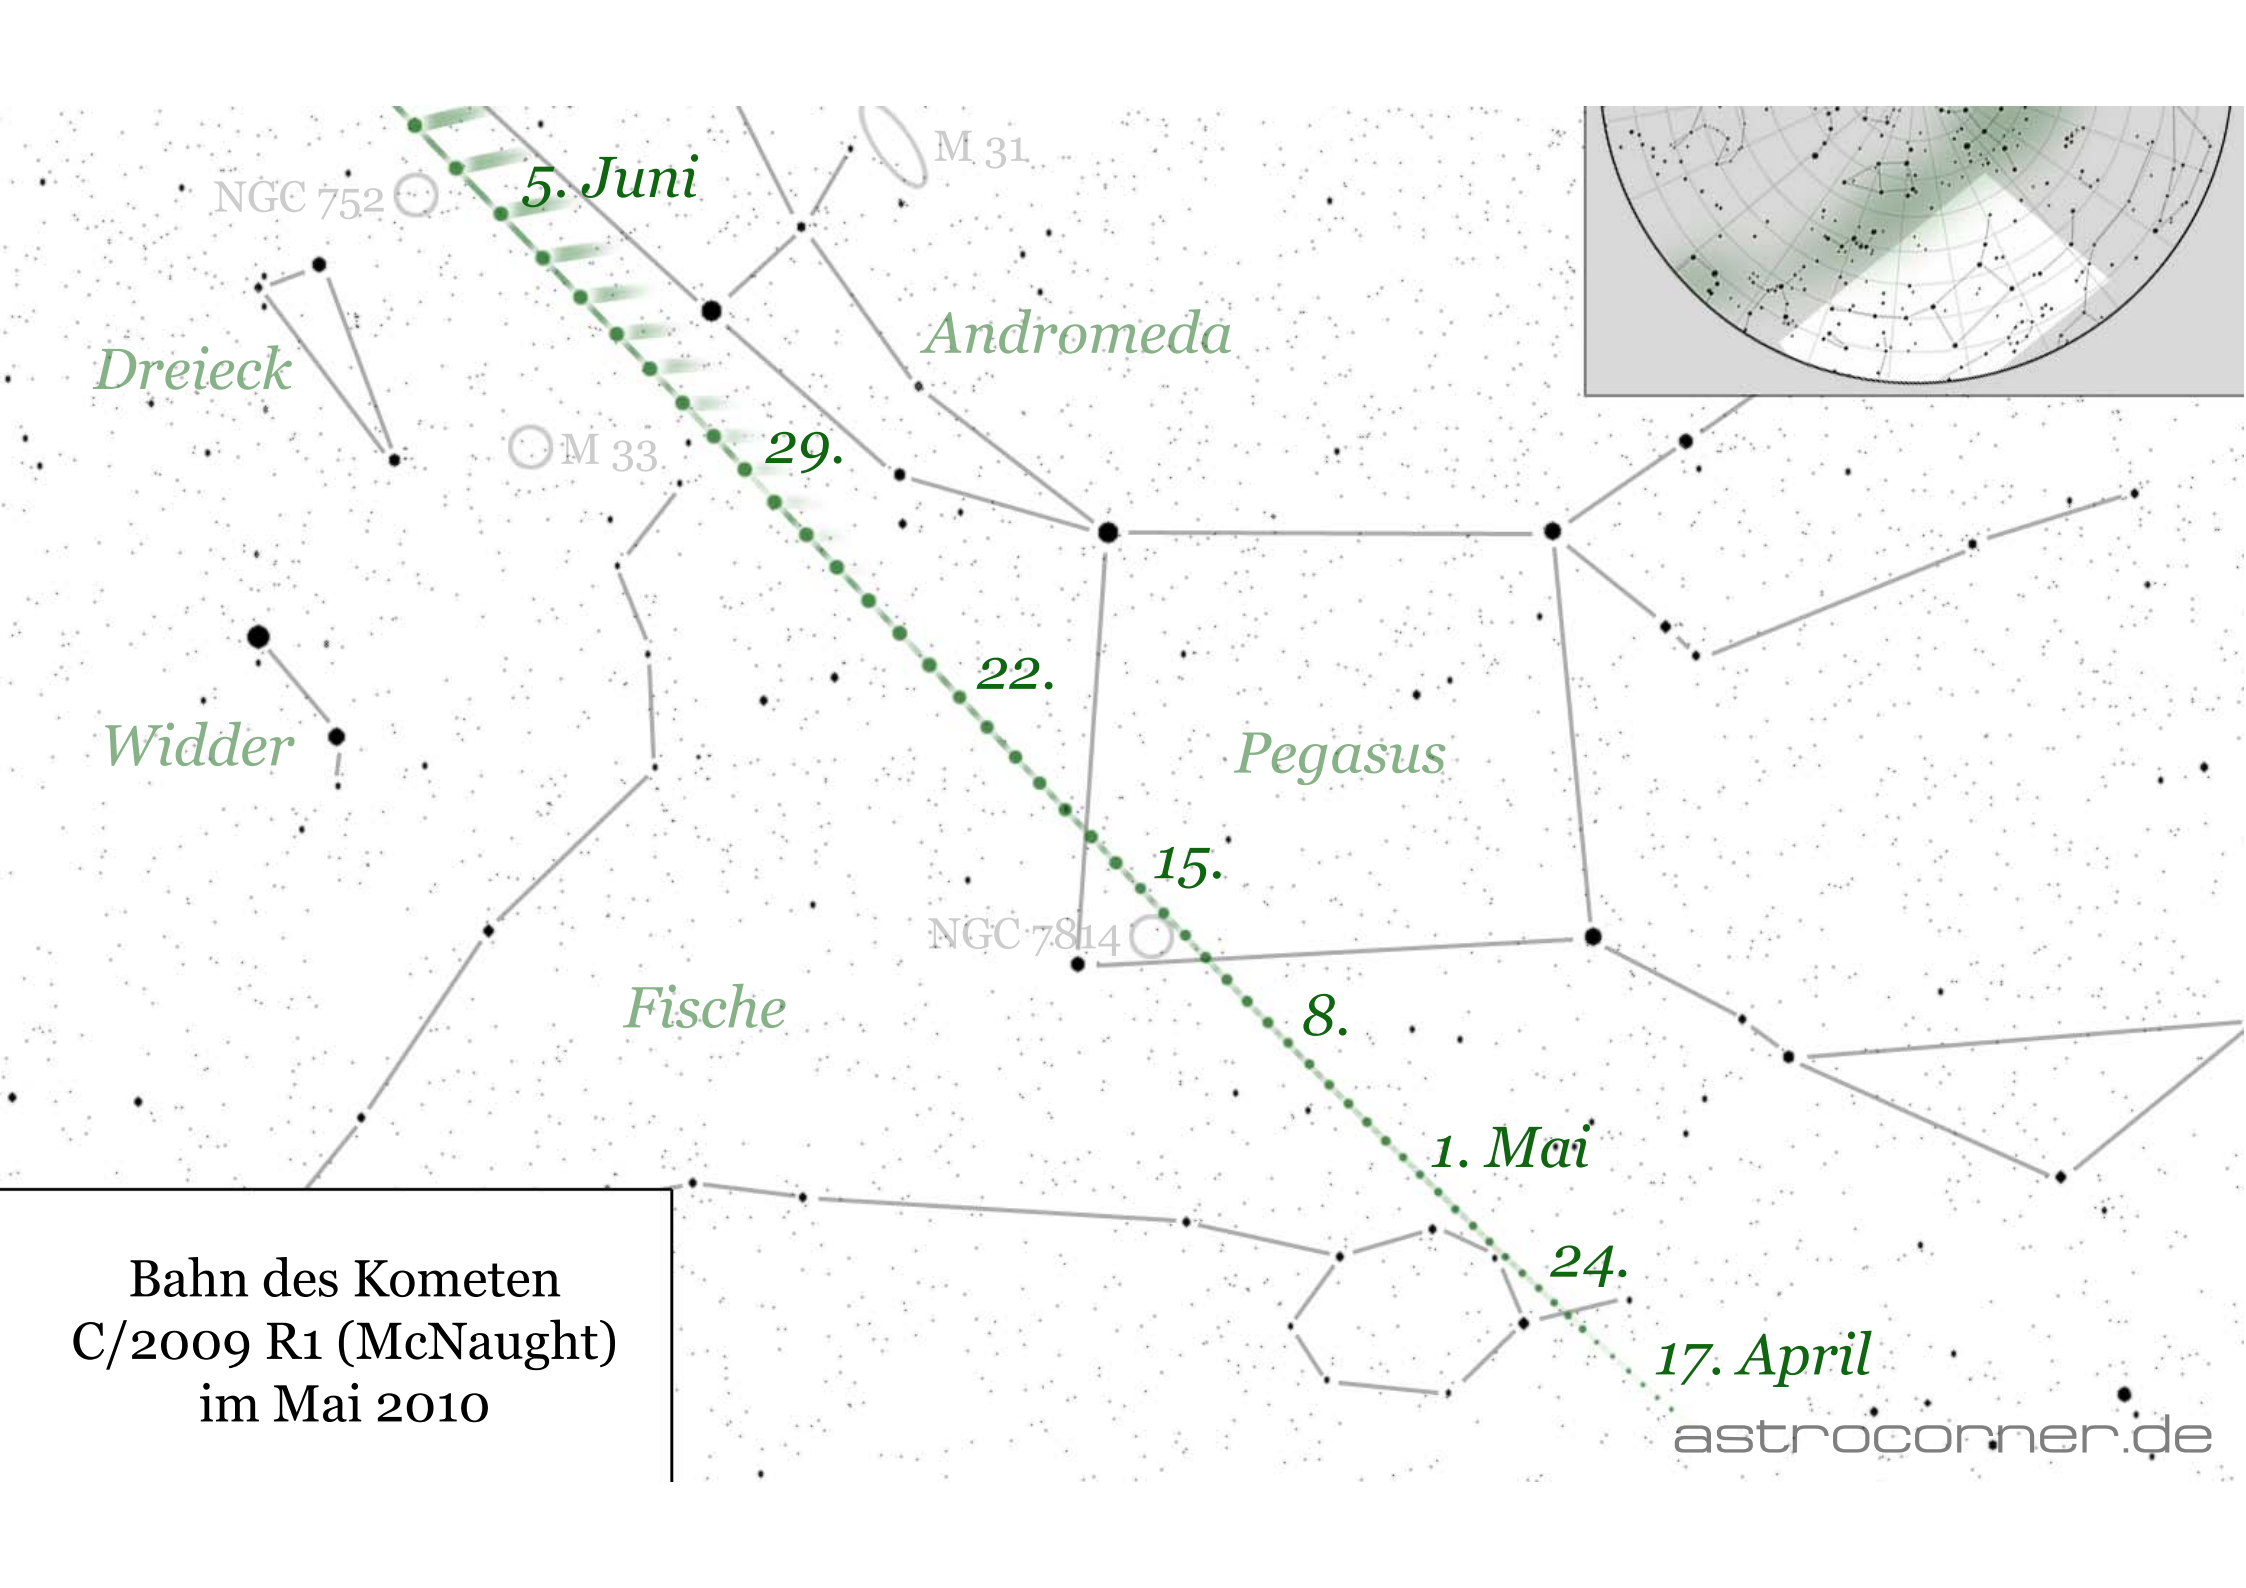 M 31
NGC 752
5. Juni
Andromeda
Dreieck
M 33
29.
22.
Widder
Pegasus
15.
NGC 7814
Fische
8.
1. Mai
24.
17. April
Bahn des Kometen
C/2009 R1 (McNaught)
im Mai 2010
astrocorner.de